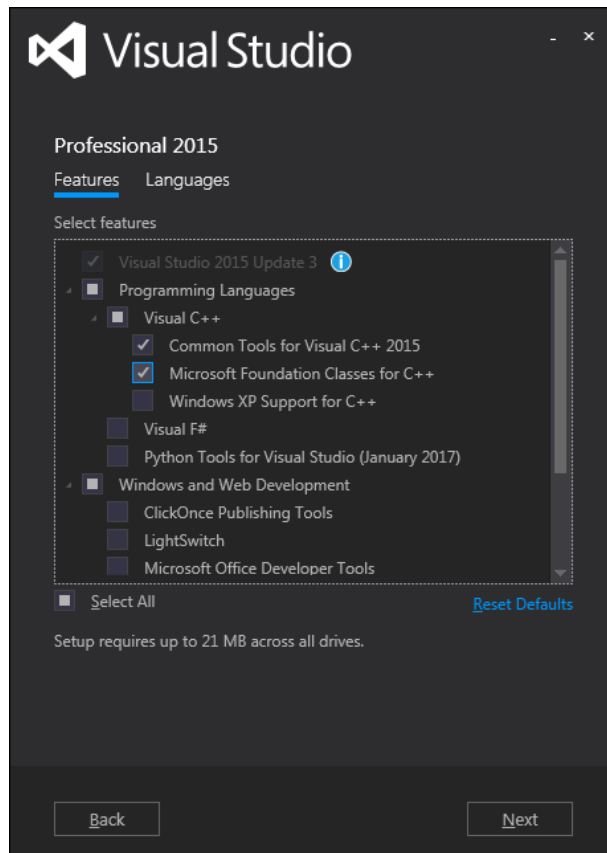 Visual Studio
Professional 2015
Features Languages
Select features
Visual Studio 2015 Update 3
Programming Languages
Visual C++
Common Tools for Visual C++ 2015
Microsoft Foundation Classes for C++
Windows XP Support for C++
Visual F#
Python Tools for Visual Studio (January 2017)
Windows and Web Development
ClickOnce Publishing Tools
LightSwitch
Microsoft Office Developer Tools
Select All Reset Defaults
Setup requires up to 21 MB across all drives.
Back Next